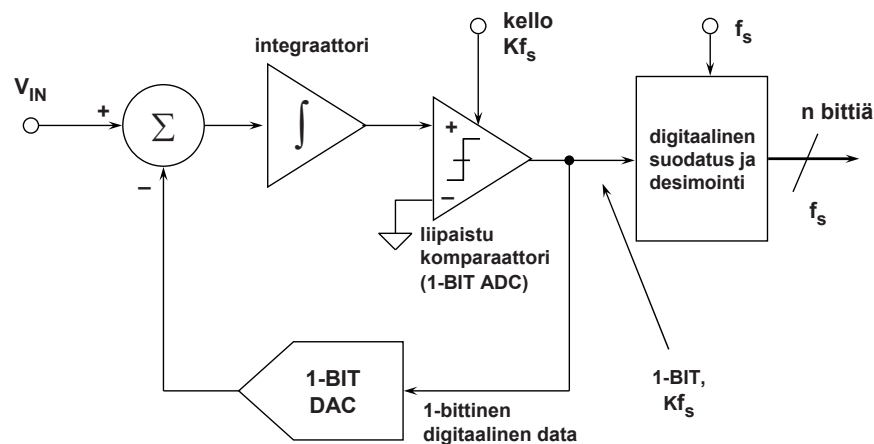 integraattori
kello
Kfs
fs
VIN
+
Σ
−
∫
+
−
digitaalinen
suodatus ja
desimointi
n bittiä
fs
liipaistu
komparaattori
(1-BIT ADC)
1-BIT
DAC
1-bittinen
digitaalinen data
1-BIT,
Kfs